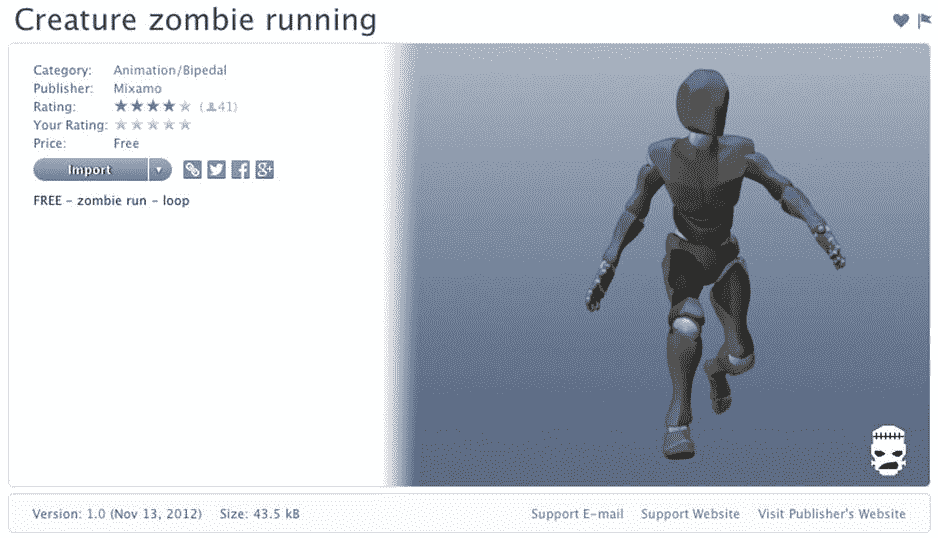 Creature zombie running
Category: Animation/Bipedal
Publisher: Mixamo
Rating: ★★★★★ (41)
Your Rating: ★★★★★
Price: Free
Import
FREE - zombie run - loop
Version: 1.0 (Nov 13, 2012) Size: 43.5 kB Support E-mail Support Website Visit Publisher's Website